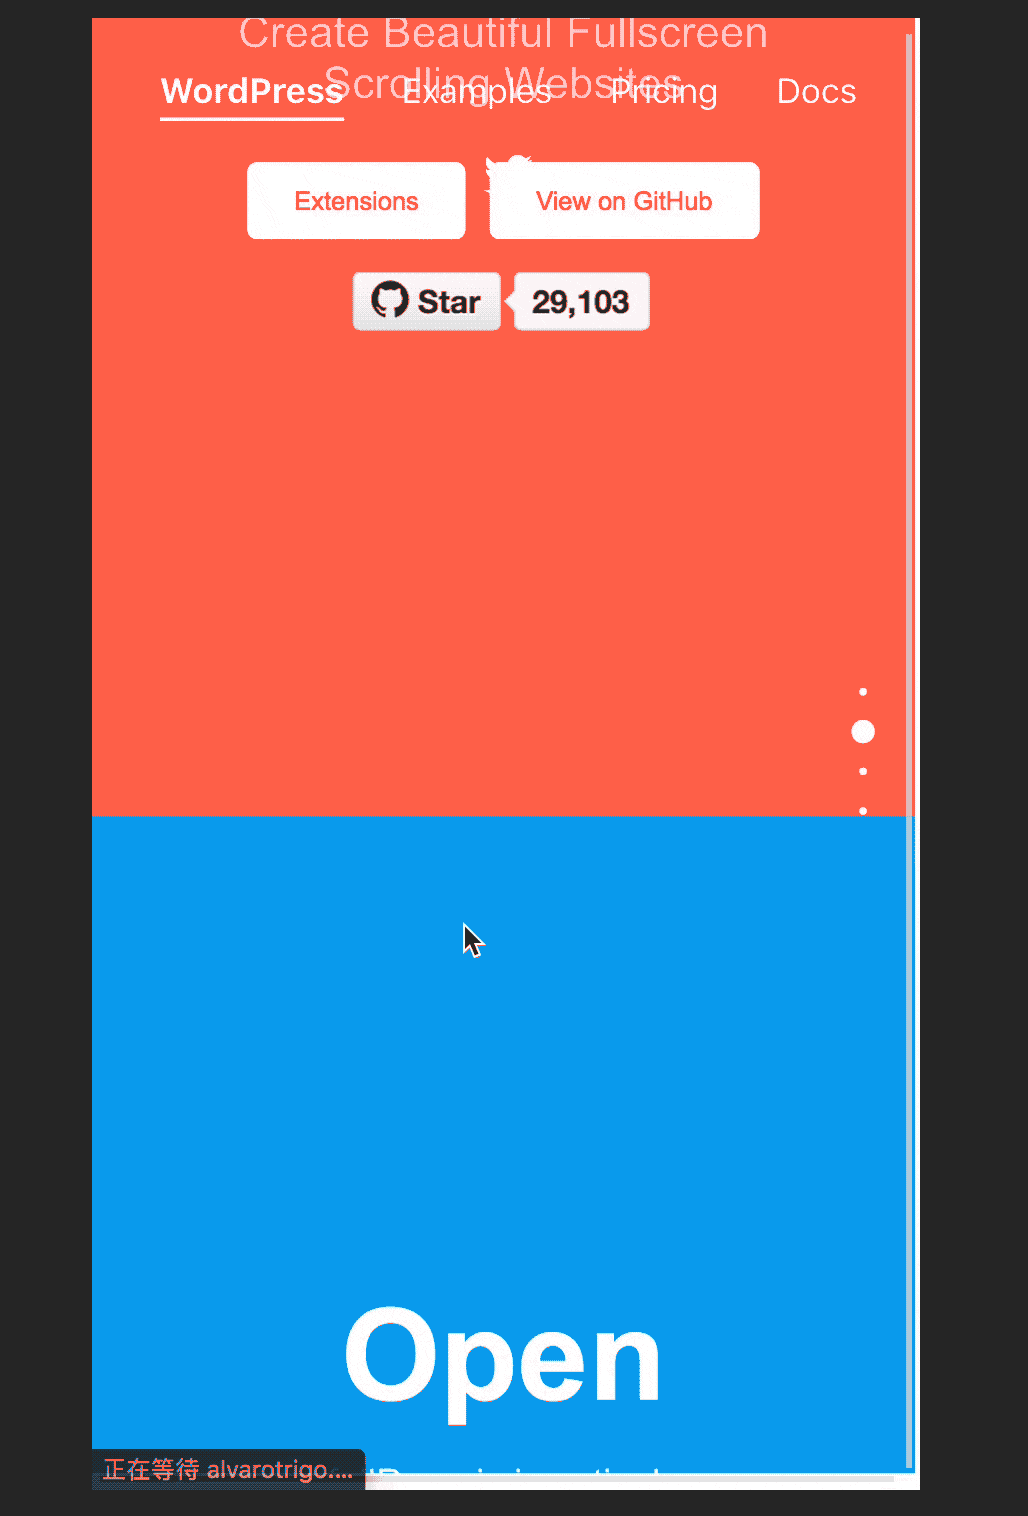 Create Beautiful Fullscreen
Scrolling Websites
WordPress Examples Pricing Docs
Extensions View on GitHub
Star 29,103
Open
正在等待 alvarotrigo....